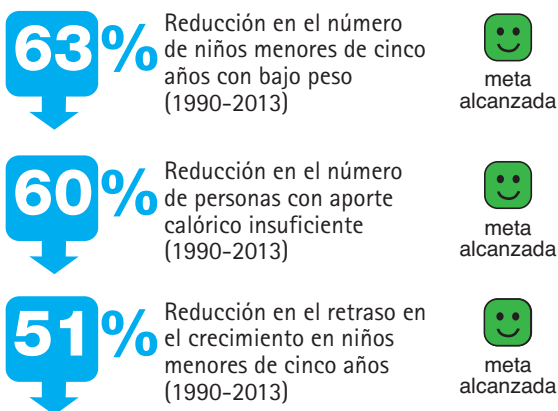 63%
Reducción en el número
de niños menores de cinco
años con bajo peso
(1990-2013)
meta
alcanzada
60%
Reducción en el número
de personas con aporte
calórico insuficiente
(1990-2013)
meta
alcanzada
51%
Reducción en el retraso en
el crecimiento en niños
menores de cinco años
(1990-2013)
meta
alcanzada